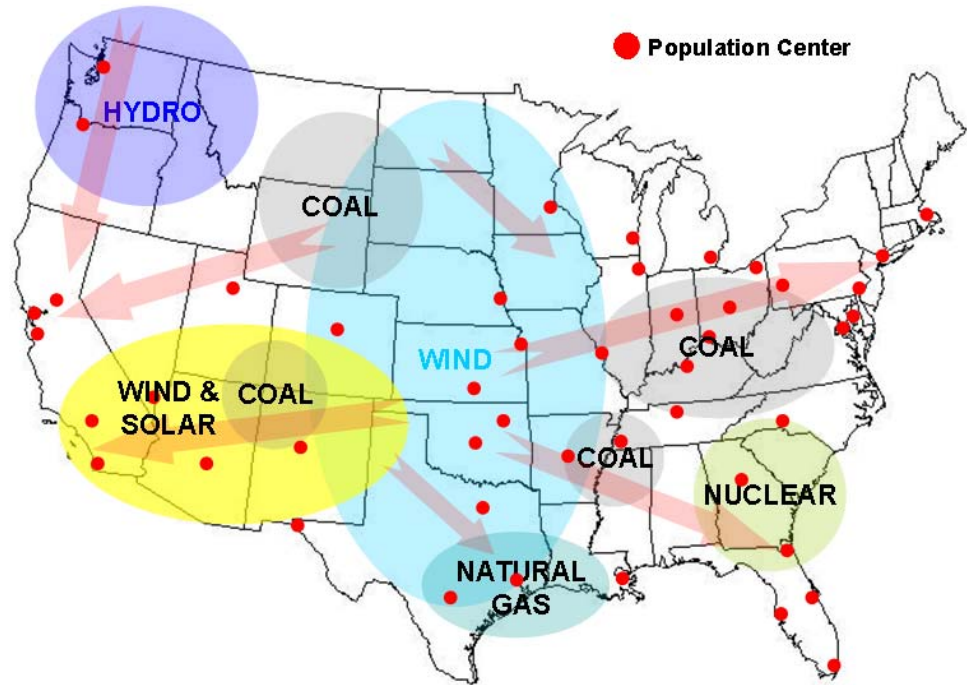 Population Center
HYDRO
COAL
WIND
COAL
WIND &
SOLAR
COAL
COAL
NUCLEAR
NATURAL
GAS